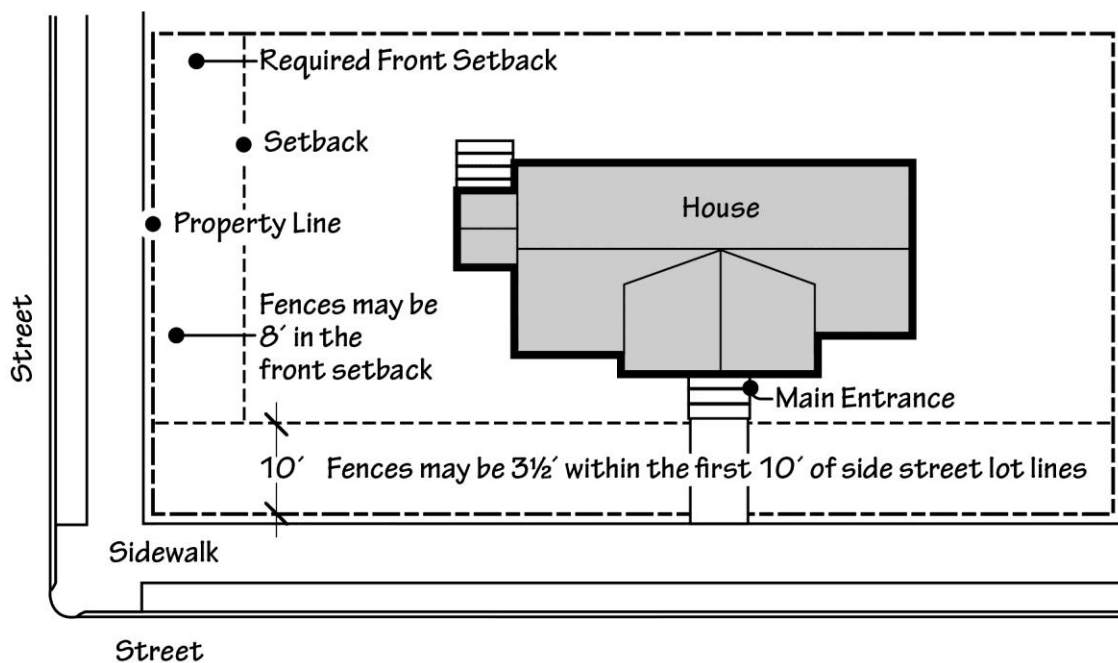 Required Front Setback
Setback
House
Property Line
Fences may be
8´ in the
front setback
Street
Main Entrance
10´ Fences may be 3½´ within the first 10´ of side street lot lines
Sidewalk
Street